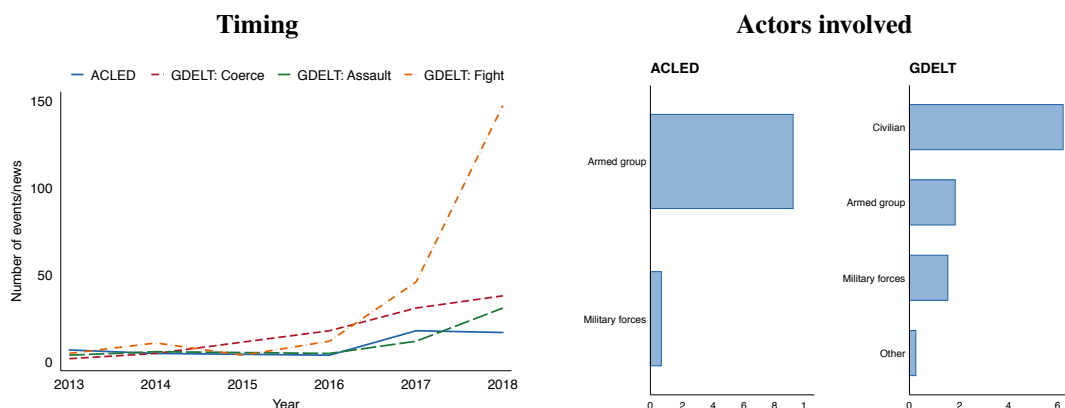 Timing
ACLED GDELT: Coerce GDELT: Assault GDELT: Fight
150
100
50
0
Number of events/news
2013 2014 2015 2016 2017 2018
Year
Actors involved
ACLED
Armed group
Military forces
0 2 4 6 8 1
GDELT
Civilian
Armed group
Military forces
Other
0 2 4 6